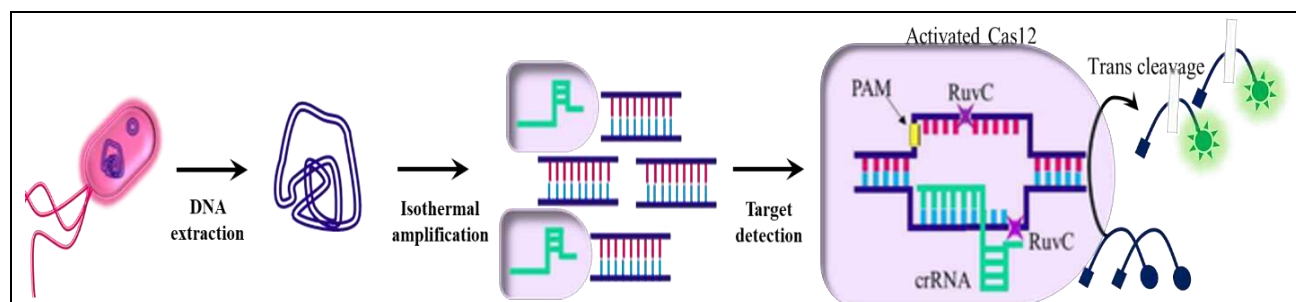 DNA
extraction
Isothermal
amplification
Target
detection
Activated Cas12
PAM
RuvC
RuvC
crRNA
Trans cleavage